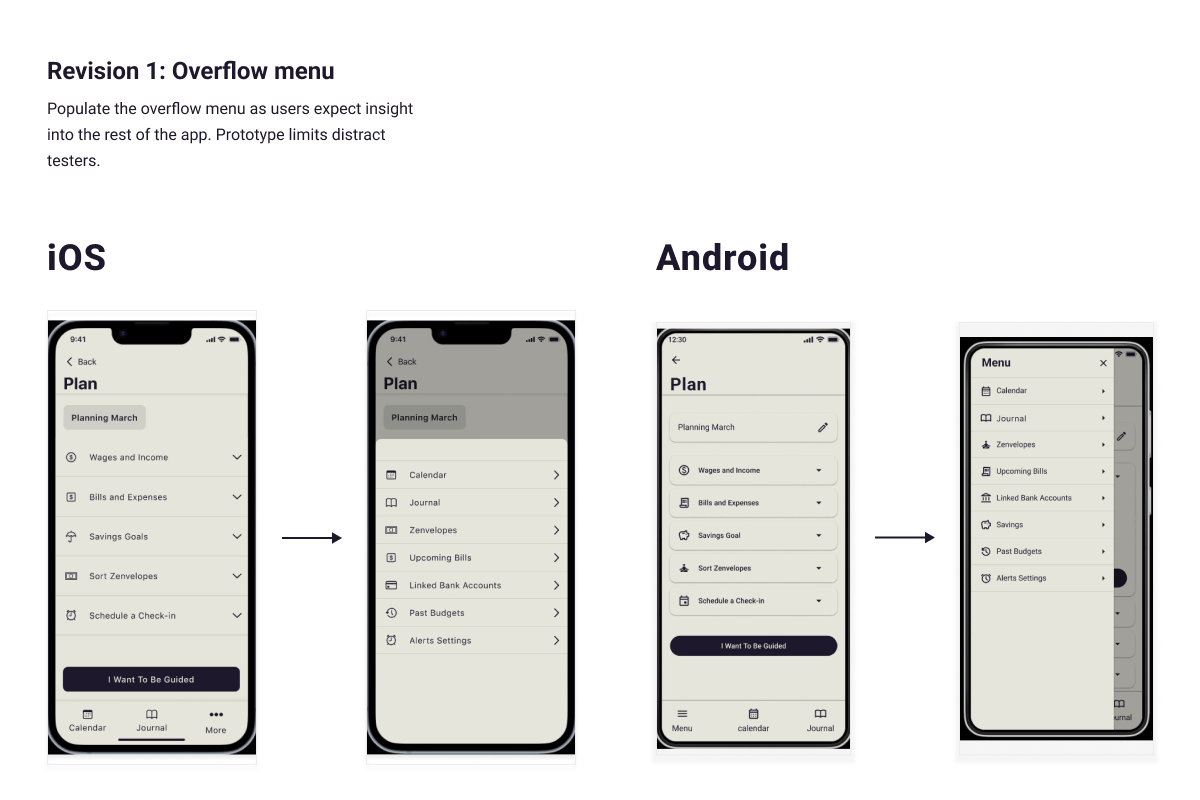 Revision 1: Overflow menu
Populate the overflow menu as users expect insight
into the rest of the app. Prototype limits distract
testers.
iOS
9:41
Back
Plan
Planning March
Wages and Income
Bills and Expenses
Savings Goals
Sort Zenvelopes
Schedule a Check-in
I Want To Be Guided
Calendar
Journal
More
9:41
Back
Plan
Planning March
Calendar
Journal
Zenvelopes
Upcoming Bills
Linked Bank Accounts
Past Budgets
Alerts Settings
Android
12:30
Plan
Planning March
Wages and Income
Bills and Expenses
Savings Goal
Sort Zenvelopes
Schedule a Check-in
I Want To Be Guided
Menu
calendar
Journal
Menu
Calendar
Journal
Zenvelopes
Upcoming Bills
Linked Bank Accounts
Savings
Past Budgets
Alerts Settings
urnal